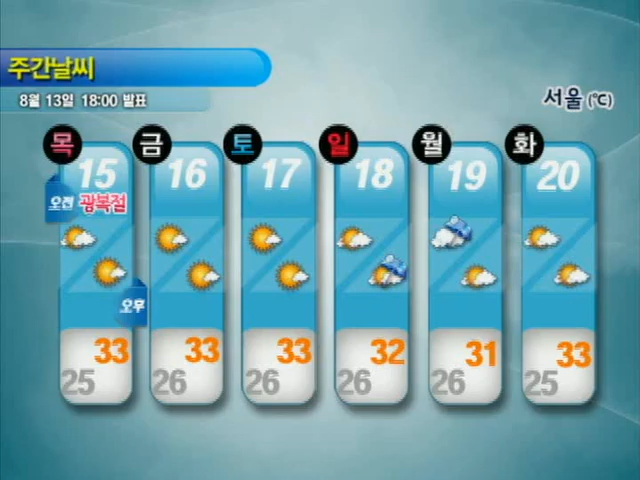 주간날씨
8월 13일 18:00 발표
서울 (℃)
목 금 토 일 월 화
15 16 17 18 19 20
오전 광복절
오후
33 33 33 32 31 33
25 26 26 26 26 25